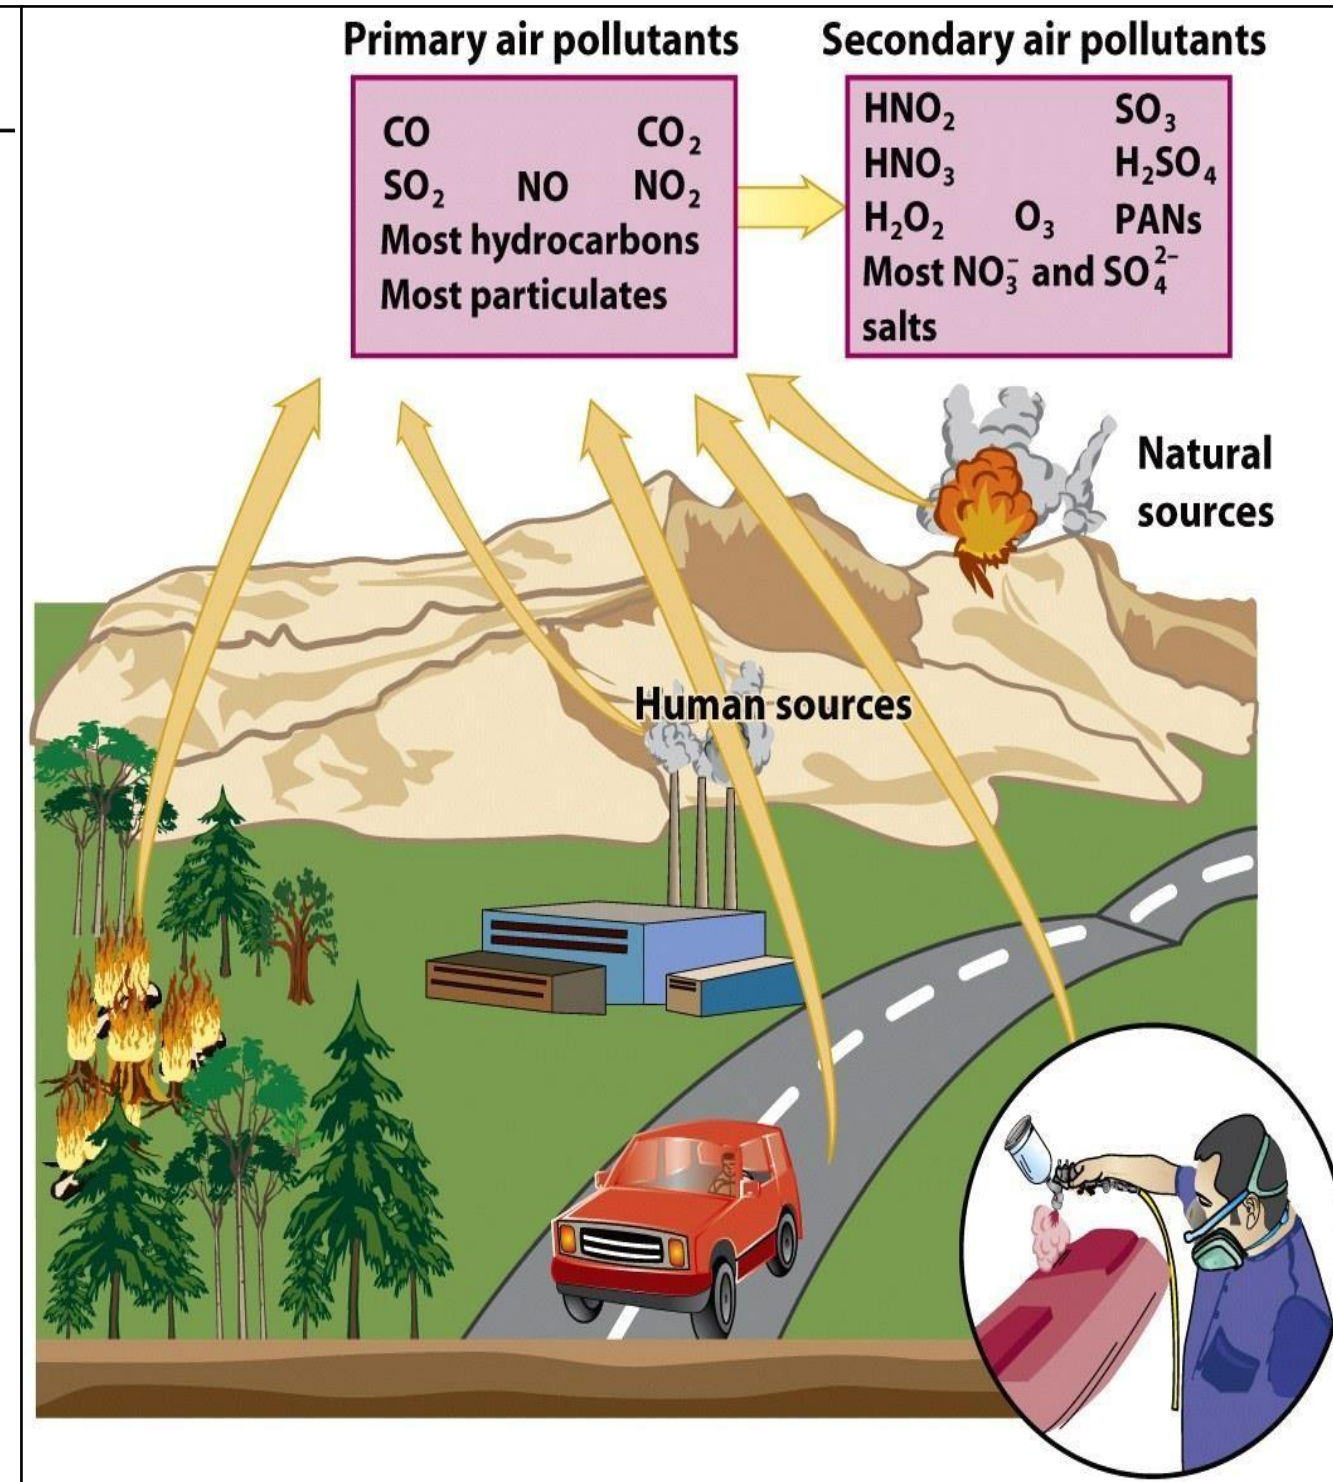 Primary air pollutants
CO CO₂
SO₂ NO NO₂
Most hydrocarbons
Most particulates
Secondary air pollutants
HNO₂ SO₃
HNO₃ H₂SO₄
H₂O₂ O₃ PANs
Most NO₃⁻ and SO₄²⁻
salts
Natural
sources
Human sources